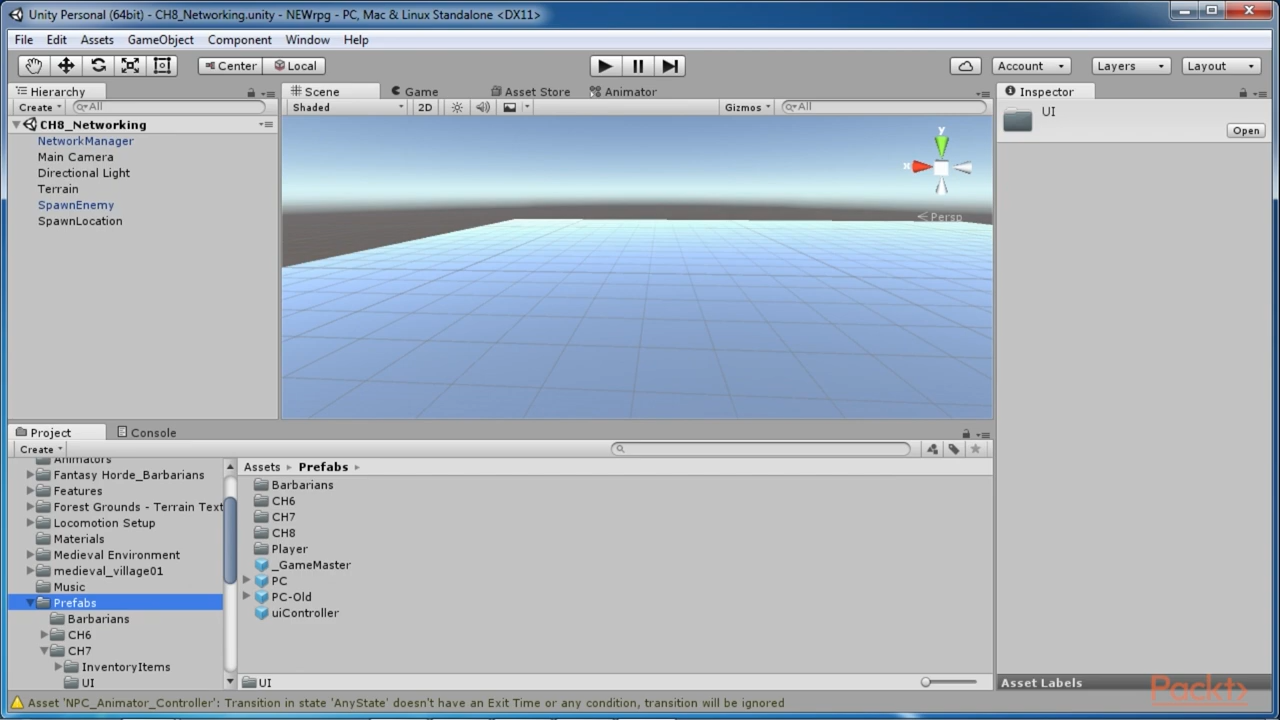 Unity Personal (64bit) - CH8_Networking.unity - NEWrpg - PC, Mac & Linux Standalone <DX11>
File Edit Assets GameObject Component Window Help
Center Local Account Layers Layout
Hierarchy
Create All
CH8_Networking
NetworkManager
Main Camera
Directional Light
Terrain
SpawnEnemy
SpawnLocation
Scene Game Asset Store Animator
Shaded 2D Gizmos All
y
x
Persp
Inspector
UI
Open
Project Console
Create
Animators
Fantasy Horde_Barbarians
Features
Forest Grounds - Terrain Text
Locomotion Setup
Materials
Medieval Environment
medieval_village01
Music
Prefabs
Barbarians
CH6
CH7
InventoryItems
UI
Assets Prefabs
Barbarians
CH6
CH7
CH8
Player
_GameMaster
PC
PC-Old
uiController
UI
Asset Labels
Packt>
Asset 'NPC_Animator_Controller': Transition in state 'AnyState' doesn't have an Exit Time or any condition, transition will be ignored